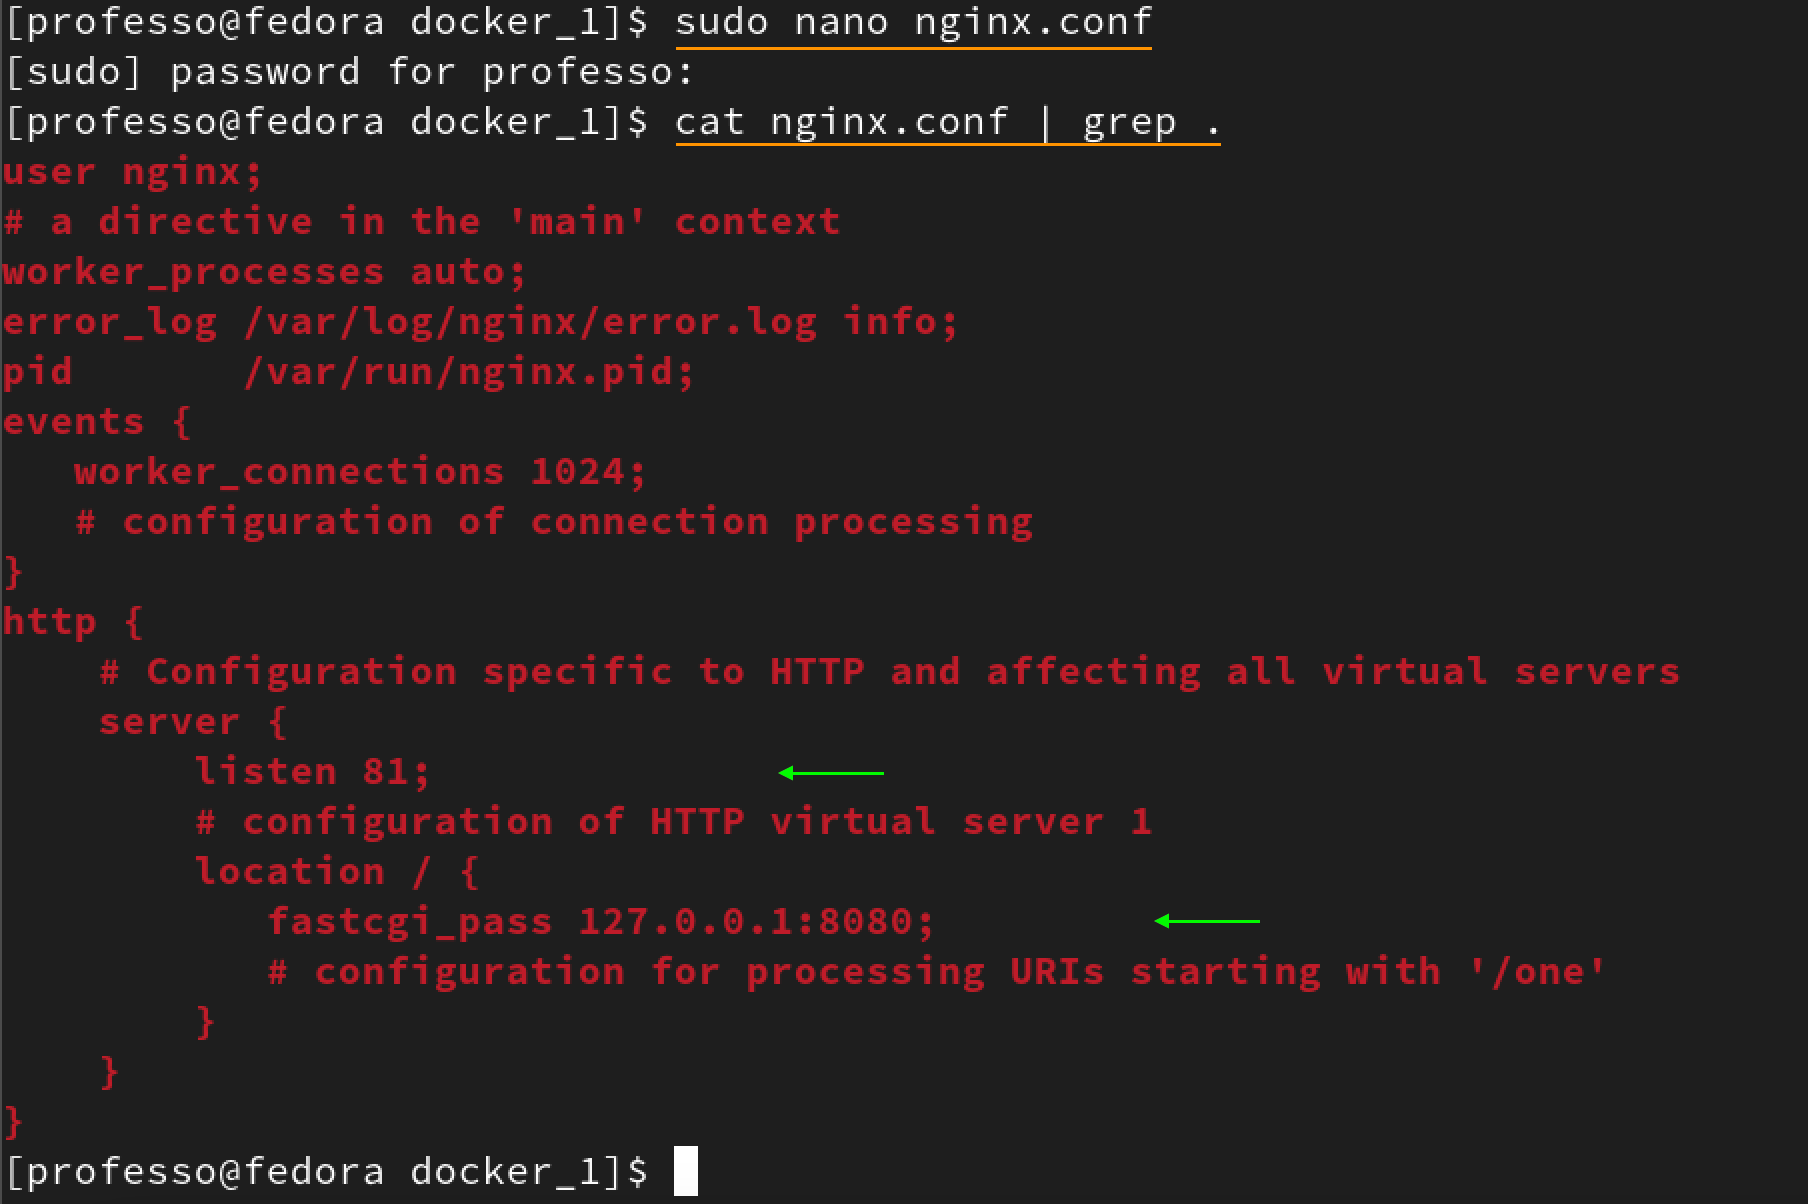 [professo@fedora docker_1]$ sudo nano nginx.conf
[sudo] password for professo:
[professo@fedora docker_1]$ cat nginx.conf | grep .
user nginx;
# a directive in the 'main' context
worker_processes auto;
error_log /var/log/nginx/error.log info;
pid       /var/run/nginx.pid;
events {
   worker_connections 1024;
   # configuration of connection processing
}
http {
    # Configuration specific to HTTP and affecting all virtual servers
    server {
        listen 81;
        # configuration of HTTP virtual server 1
        location / {
           fastcgi_pass 127.0.0.1:8080;
           # configuration for processing URIs starting with '/one'
        }
    }
}
[professo@fedora docker_1]$